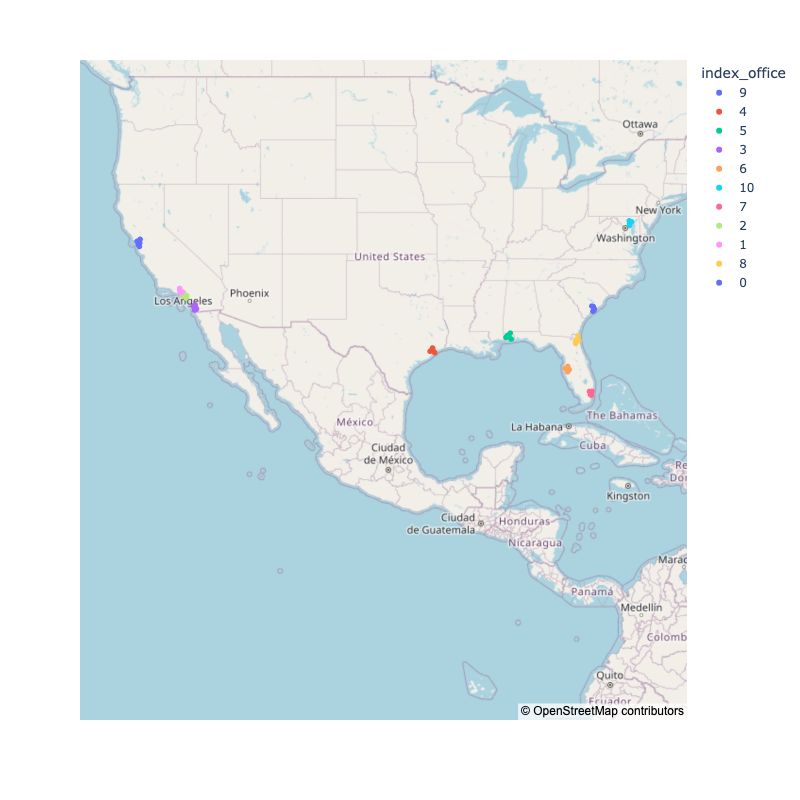 index_office
9
4
5
3
6
10
7
2
1
8
0
Ottawa
New York
Washington
United States
Phoenix
Los Angeles
The Bahamas
La Habana
México
Cuba
Ciudad
de México
Kingston
Ciudad
de Guatemala
Honduras
Nicaragua
Panamá
Medellín
Colomb
Quito
Ecuador
Re
Do
Marac
© OpenStreetMap contributors